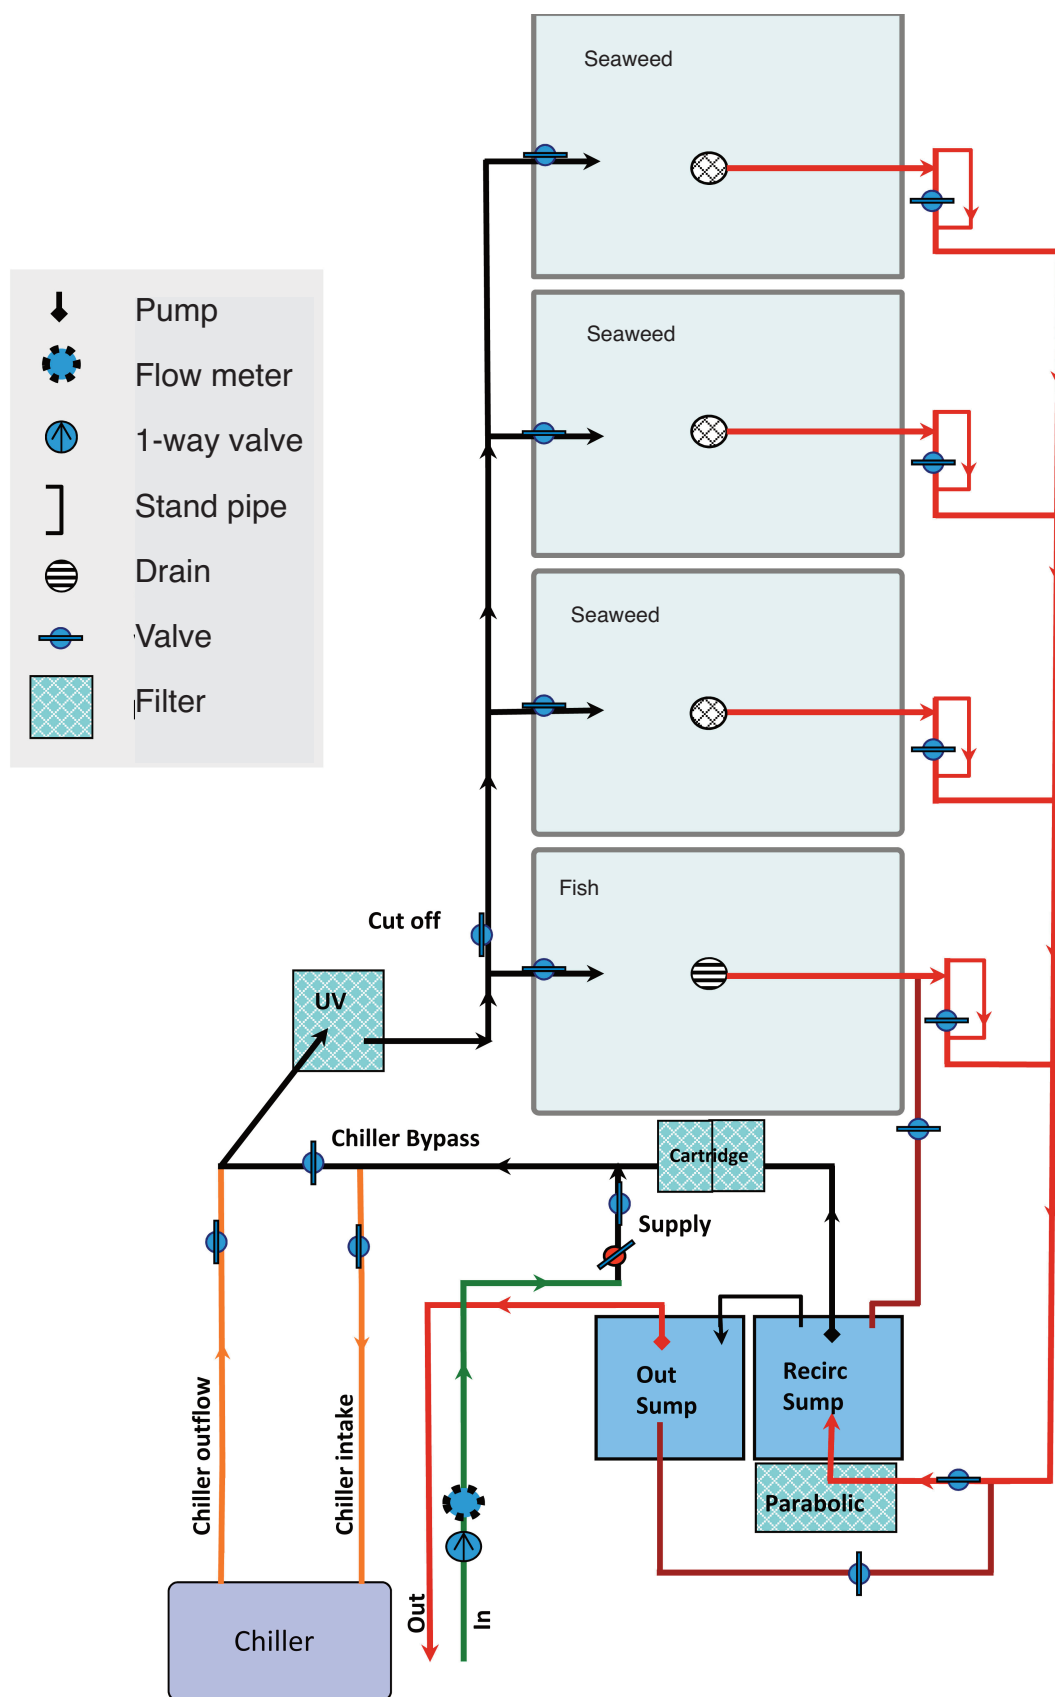 Seaweed
Pump
Flow meter
1-way valve
Stand pipe
Drain
Valve
Filter
Seaweed
Seaweed
Fish
Cut off
UV
Chiller Bypass
Cartridge
Supply
Out
Sump
Recirc
Sump
Parabolic
Chiller outflow
Chiller intake
Out
In
Chiller